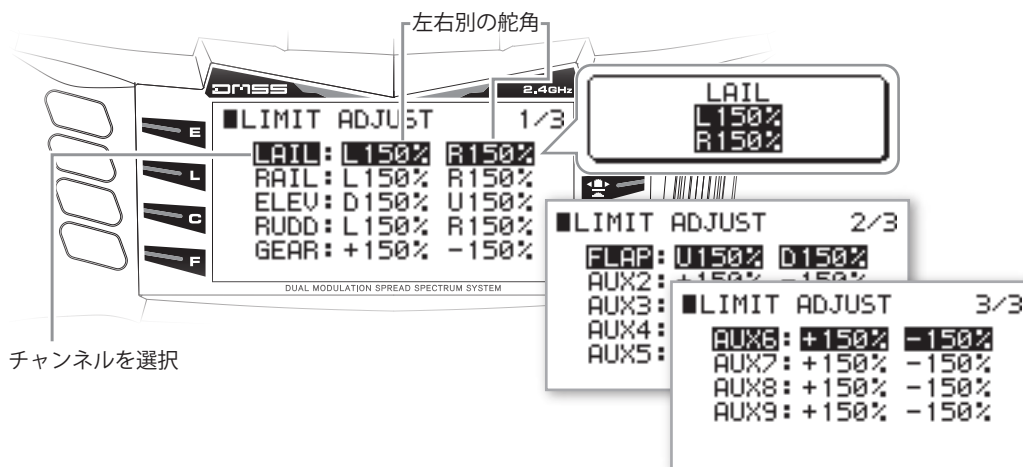 左右別の舵角
DMSS
2.4GHz
■LIMIT ADJUST 1/3
LAIL: L150% R150%
RAIL: L150% R150%
ELEV: D150% U150%
RUDD: L150% R150%
GEAR: +150% -150%
E
L
C
F
DUAL MODULATION SPREAD SPECTRUM SYSTEM
チャンネルを選択
LAIL
L150%
R150%
■LIMIT ADJUST 2/3
FLAP: U150% D150%
AUX2: +150% -150%
AUX3:
AUX4:
AUX5:
■LIMIT ADJUST 3/3
AUX6: +150% -150%
AUX7: +150% -150%
AUX8: +150% -150%
AUX9: +150% -150%